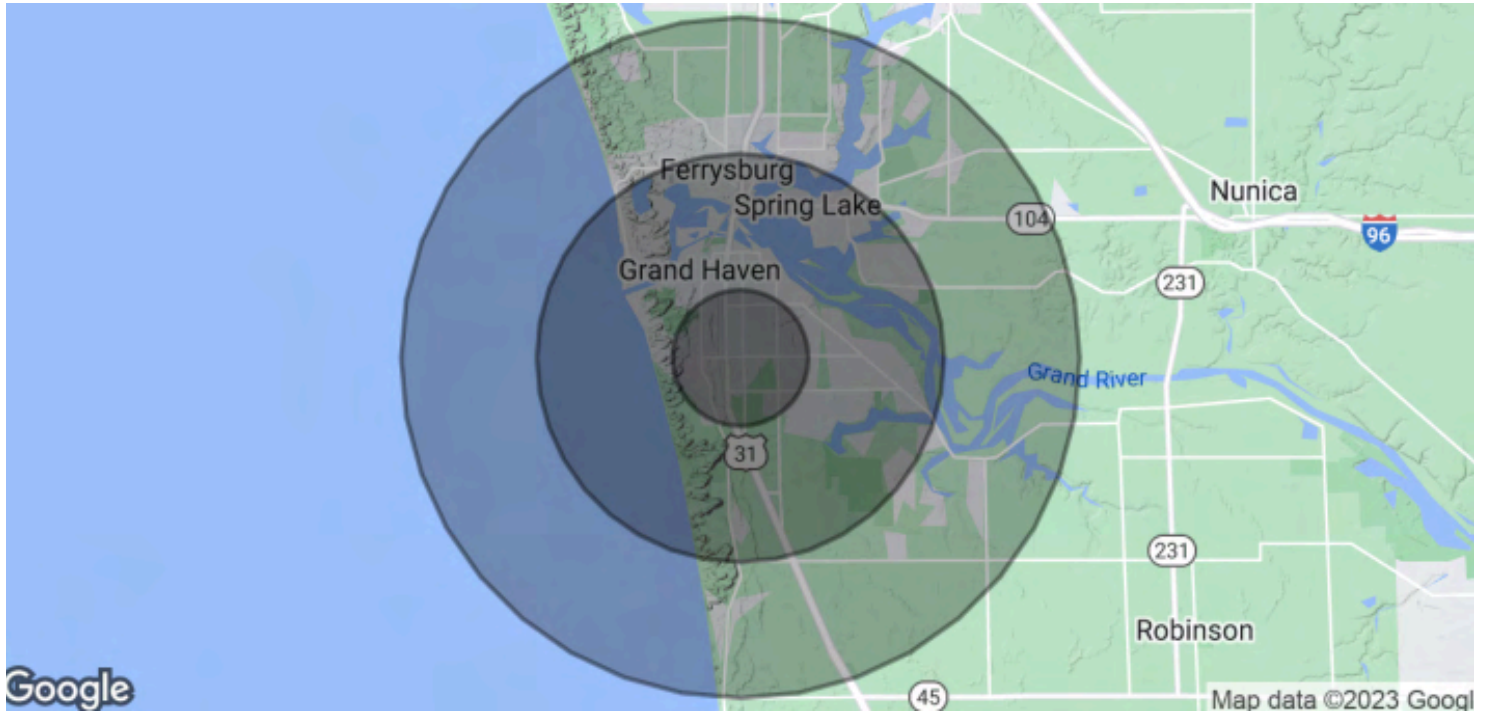 Ferrysburg
Spring Lake
Nunica
104
96
Grand Haven
231
Grand River
31
231
Robinson
45
Google
Map data ©2023 Googl